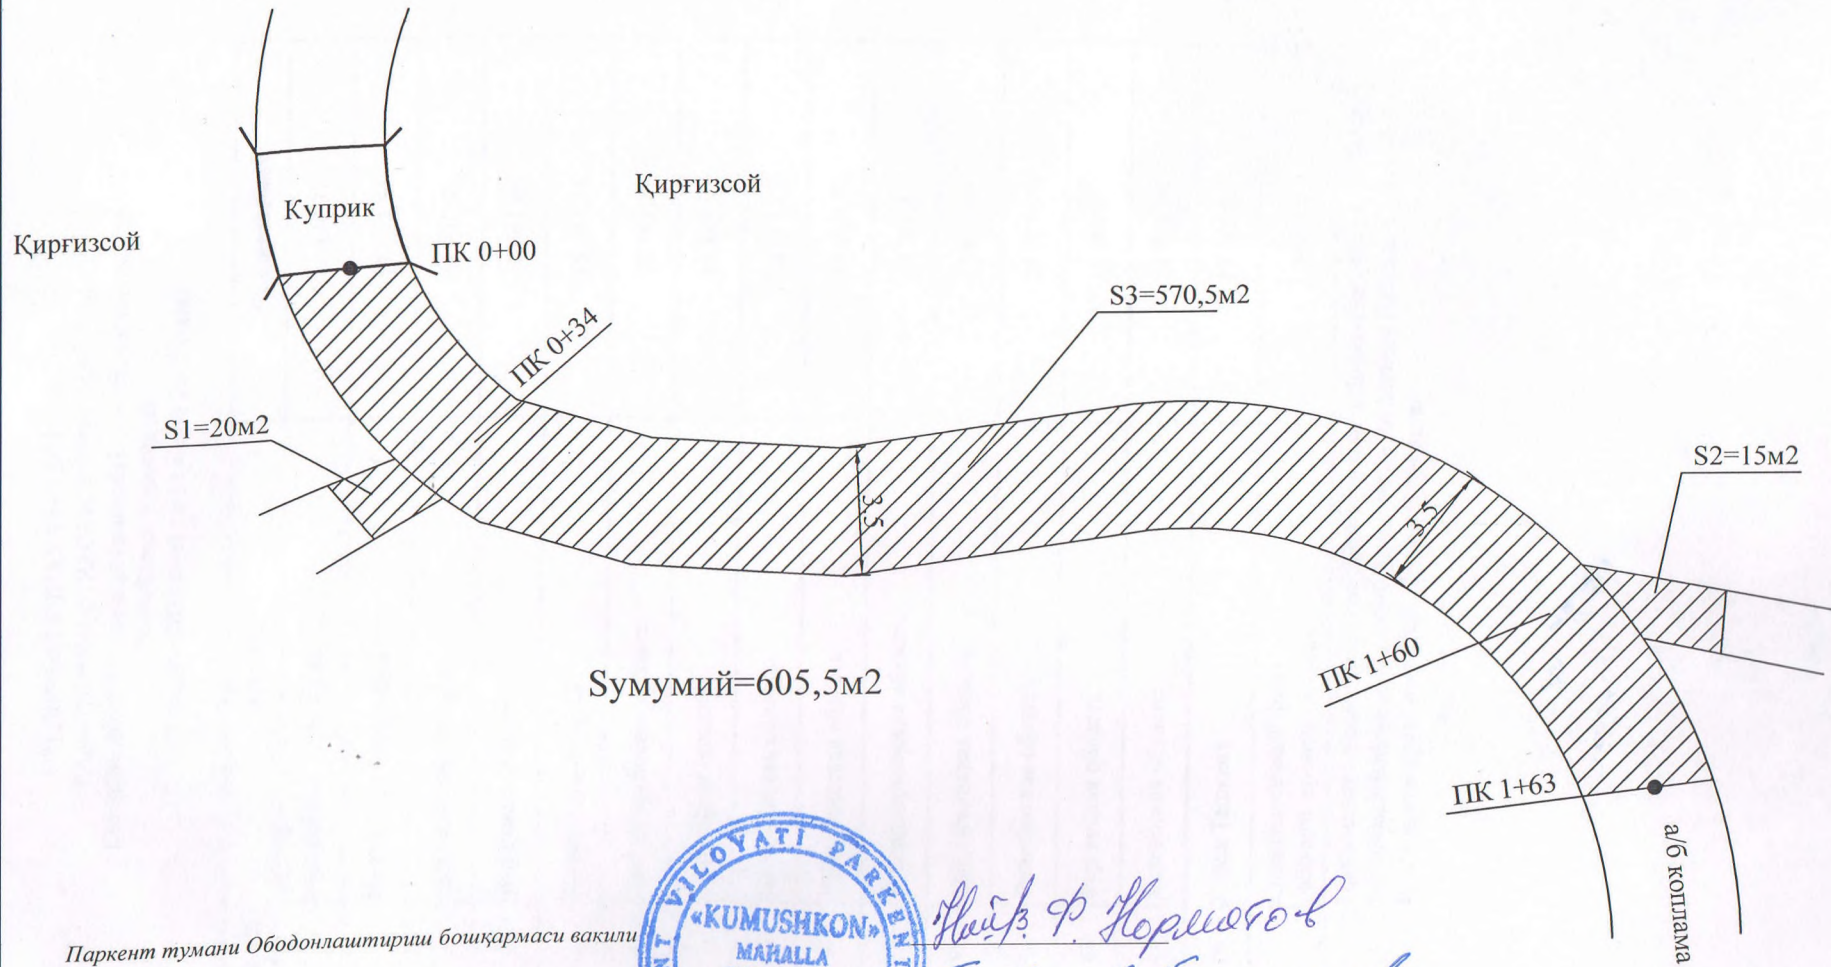 Қирғизсой
Қирғизсой
Куприк
ПК 0+00
S3=570,5м2
ПК 0+34
S1=20м2
3,5
3,5
S2=15м2
Sумумий=605,5м2
ПК 1+60
ПК 1+63
а/б коплама
NT VILOYATI PARKENT
«KUMUSHKON»
MAHALLA
Паркент тумани Ободонлаштириш бошқармаси вакили
Ф. Норматов